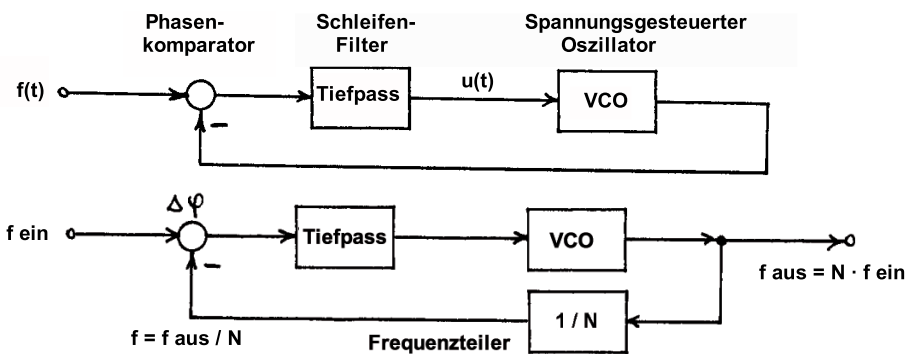 Phasen-
komparator
Schleifen-
Filter
Spannungsgesteuerter
Oszillator
f(t)
Tiefpass
u(t)
VCO
–
Δφ
f ein
Tiefpass
VCO
–
f aus = N · f ein
1 / N
f = f aus / N
Frequenzteiler